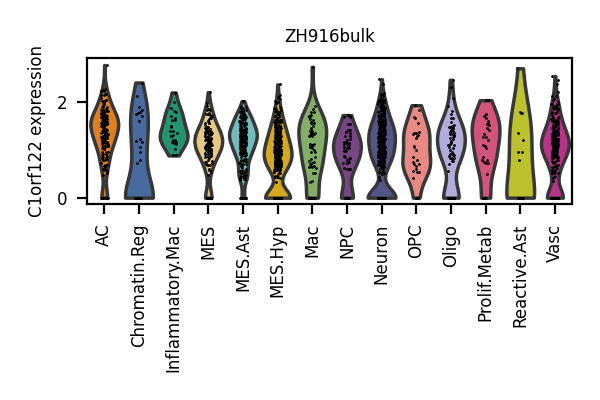 ZH916bulk
C1orf122 expression
2
0
AC
Chromatin.Reg
Inflammatory.Mac
MES
MES.Ast
MES.Hyp
Mac
NPC
Neuron
OPC
Oligo
Prolif.Metab
Reactive.Ast
Vasc